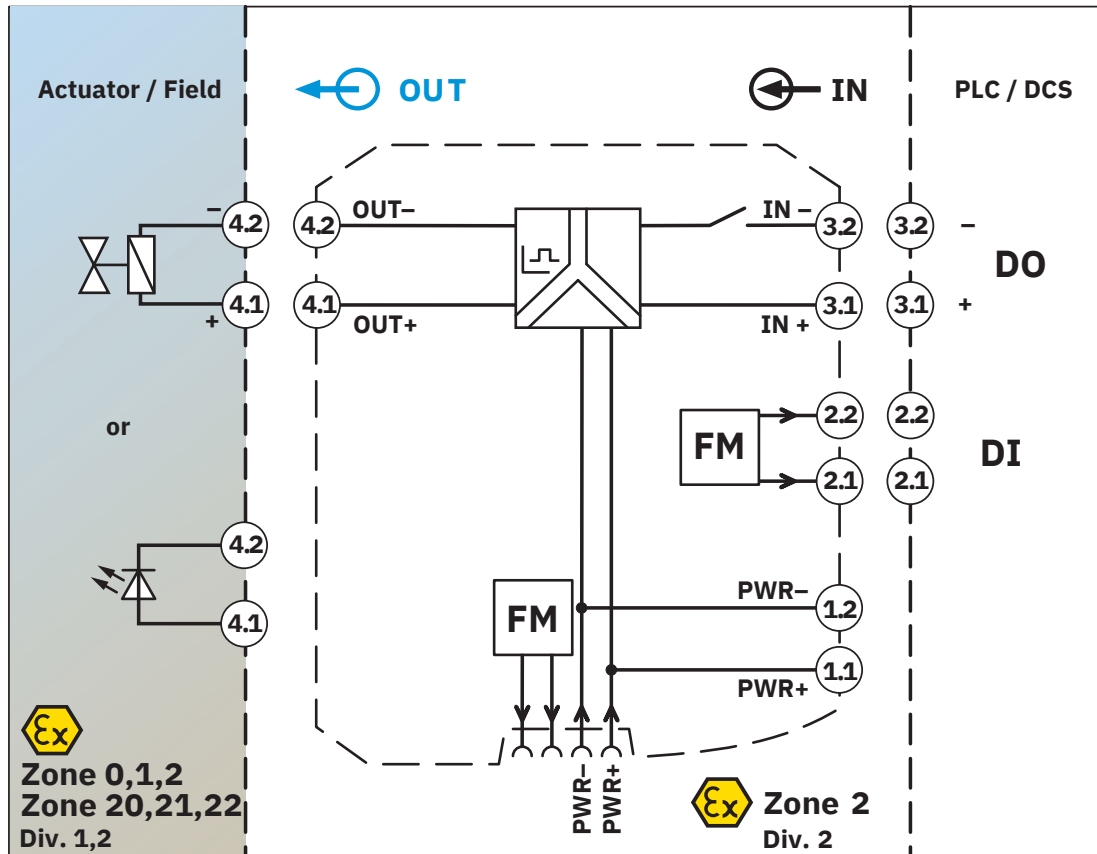 Actuator / Field
OUT
IN
PLC / DCS
−
4.2
4.2
OUT−
IN −
3.2
3.2
−
DO
4.1
4.1
+
OUT+
IN +
3.1
3.1
+
or
FM
2.2
2.2
DI
2.1
2.1
4.2
4.1
FM
PWR−
1.2
1.1
PWR+
PWR−
PWR+
Ex
Zone 0,1,2
Zone 20,21,22
Div. 1,2
Ex
Zone 2
Div. 2